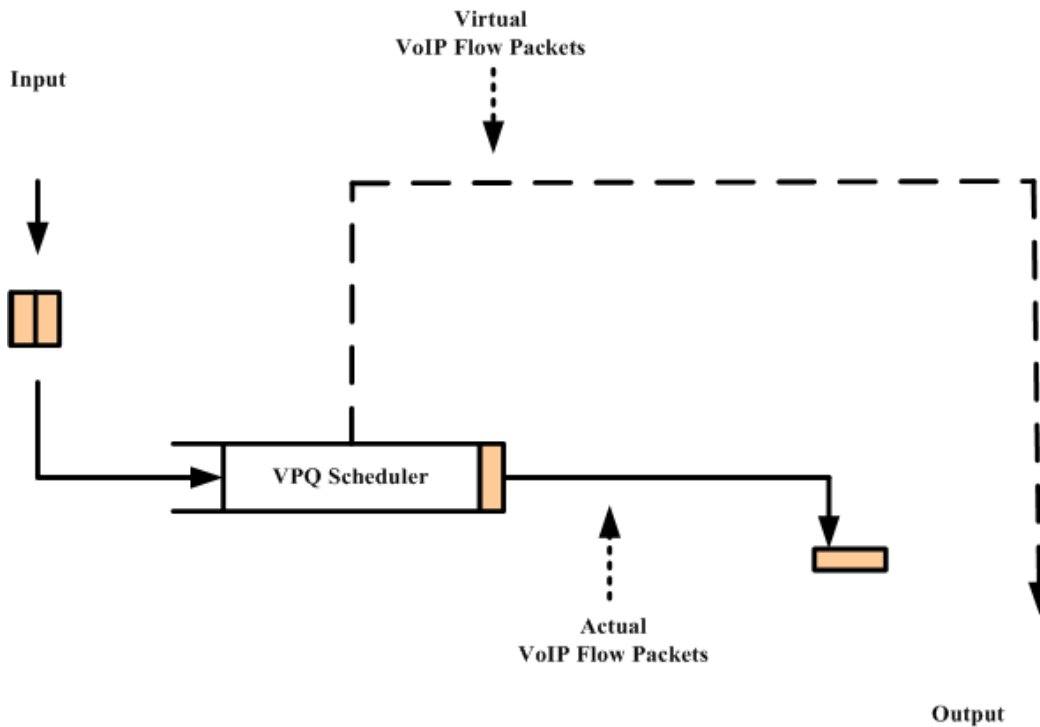 Virtual
VoIP Flow Packets
Input
VPQ Scheduler
Actual
VoIP Flow Packets
Output